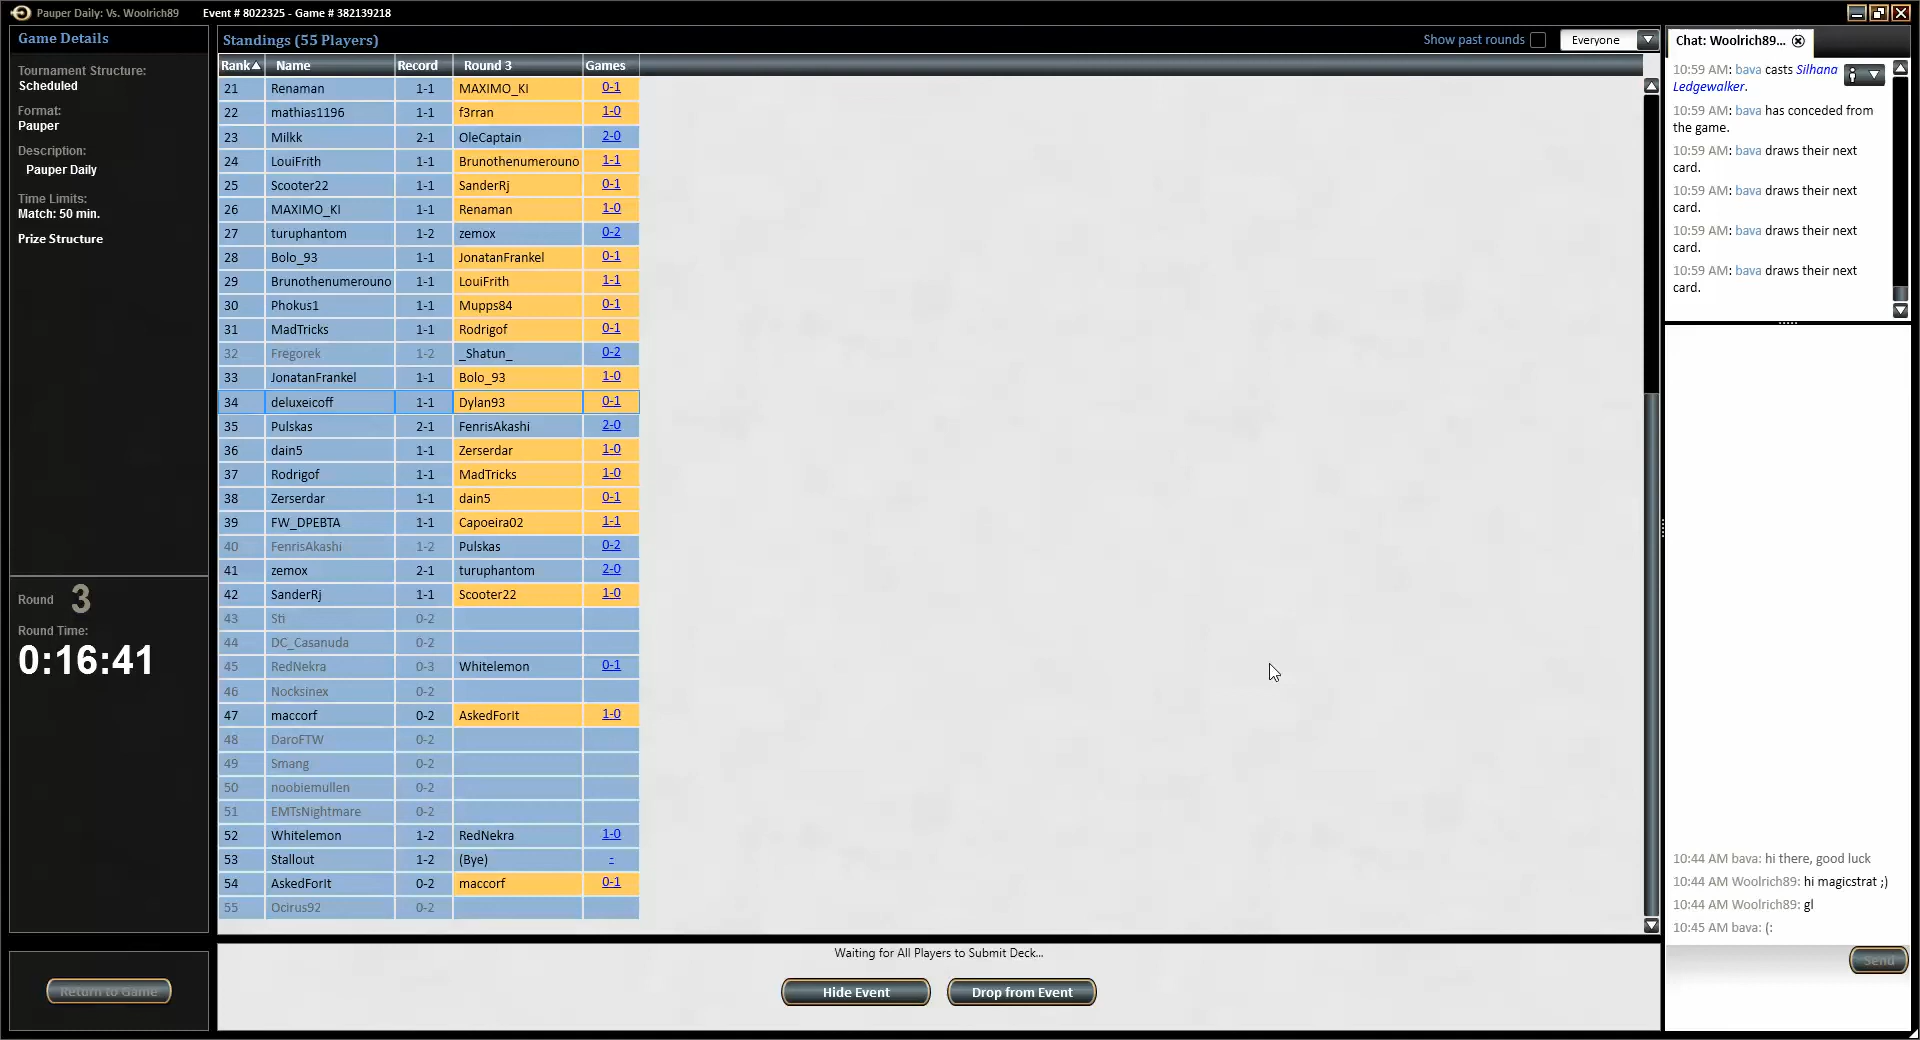 Pauper Daily: Vs. Woolrich89 Event # 8022325 - Game # 382139218
Game Details
Tournament Structure:
Scheduled
Format:
Pauper
Description:
Pauper Daily
Time Limits:
Match: 50 min.
Prize Structure
Round 3
Round Time:
0:16:41
Return to Game
Standings (55 Players) Show past rounds Everyone
Rank Name Record Round 3 Games
21 Renaman 1-1 MAXIMO_KI 0-1
22 mathias1196 1-1 f3rran 1-0
23 Milkk 2-1 OleCaptain 2-0
24 LouiFrith 1-1 Brunothenumerouno 1-1
25 Scooter22 1-1 SanderRj 0-1
26 MAXIMO_KI 1-1 Renaman 1-0
27 turuphantom 1-2 zemox 0-2
28 Bolo_93 1-1 JonatanFrankel 0-1
29 Brunothenumerouno 1-1 LouiFrith 1-1
30 Phokus1 1-1 Mupps84 0-1
31 MadTricks 1-1 Rodrigof 0-1
32 Fregorek 1-2 _Shatun_ 0-2
33 JonatanFrankel 1-1 Bolo_93 1-0
34 deluxeicoff 1-1 Dylan93 0-1
35 Pulskas 2-1 FenrisAkashi 2-0
36 dain5 1-1 Zerserdar 1-0
37 Rodrigof 1-1 MadTricks 1-0
38 Zerserdar 1-1 dain5 0-1
39 FW_DPEBTA 1-1 Capoeira02 1-1
40 FenrisAkashi 1-2 Pulskas 0-2
41 zemox 2-1 turuphantom 2-0
42 SanderRj 1-1 Scooter22 1-0
43 Sti 0-2
44 DC_Casanuda 0-2
45 RedNekra 0-3 Whitelemon 0-1
46 Nocksinex 0-2
47 maccorf 0-2 AskedForIt 1-0
48 DaroFTW 0-2
49 Smang 0-2
50 noobiemullen 0-2
51 EMTsNightmare 0-2
52 Whitelemon 1-2 RedNekra 1-0
53 Stallout 1-2 (Bye) -
54 AskedForIt 0-2 maccorf 0-1
55 Ocirus92 0-2
Waiting for All Players to Submit Deck...
Hide Event Drop from Event
Chat: Woolrich89...
10:59 AM: bava casts Silhana
Ledgewalker.
10:59 AM: bava has conceded from
the game.
10:59 AM: bava draws their next
card.
10:59 AM: bava draws their next
card.
10:59 AM: bava draws their next
card.
10:59 AM: bava draws their next
card.
10:44 AM bava: hi there, good luck
10:44 AM Woolrich89: hi magicstrat ;)
10:44 AM Woolrich89: gl
10:45 AM bava: (:
Send